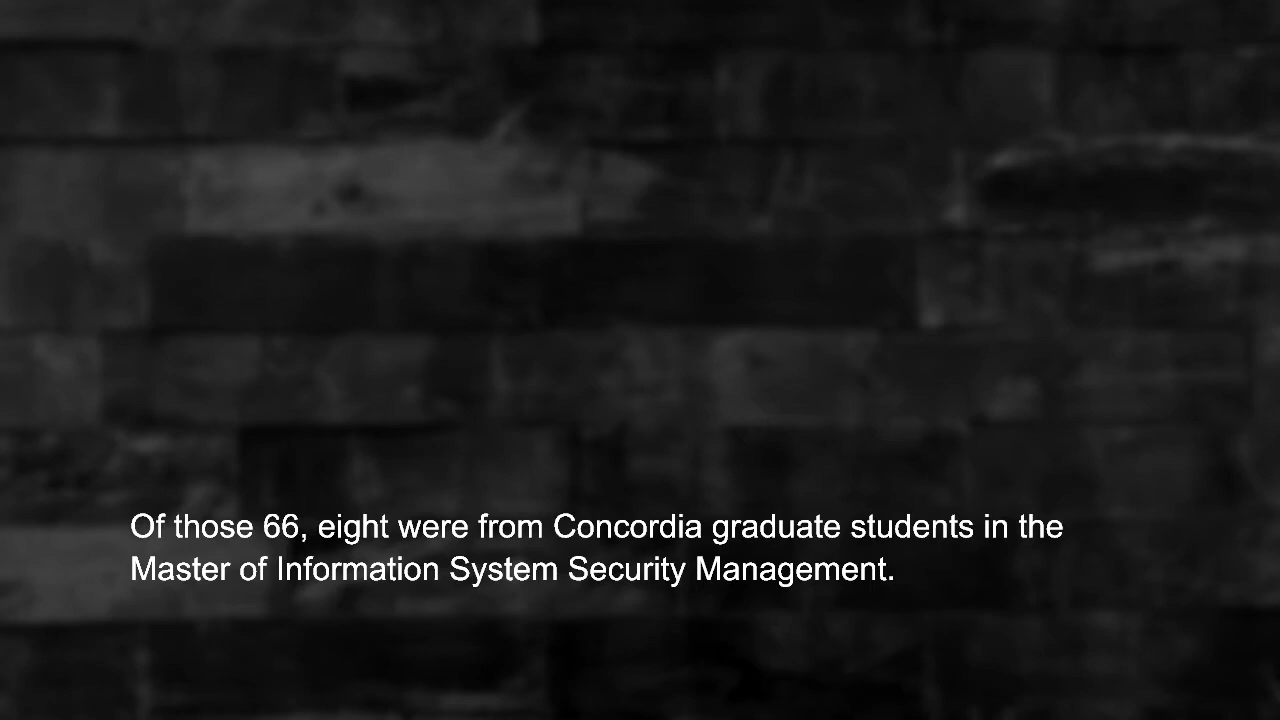 Of those 66, eight were from Concordia graduate students in the
Master of Information System Security Management.